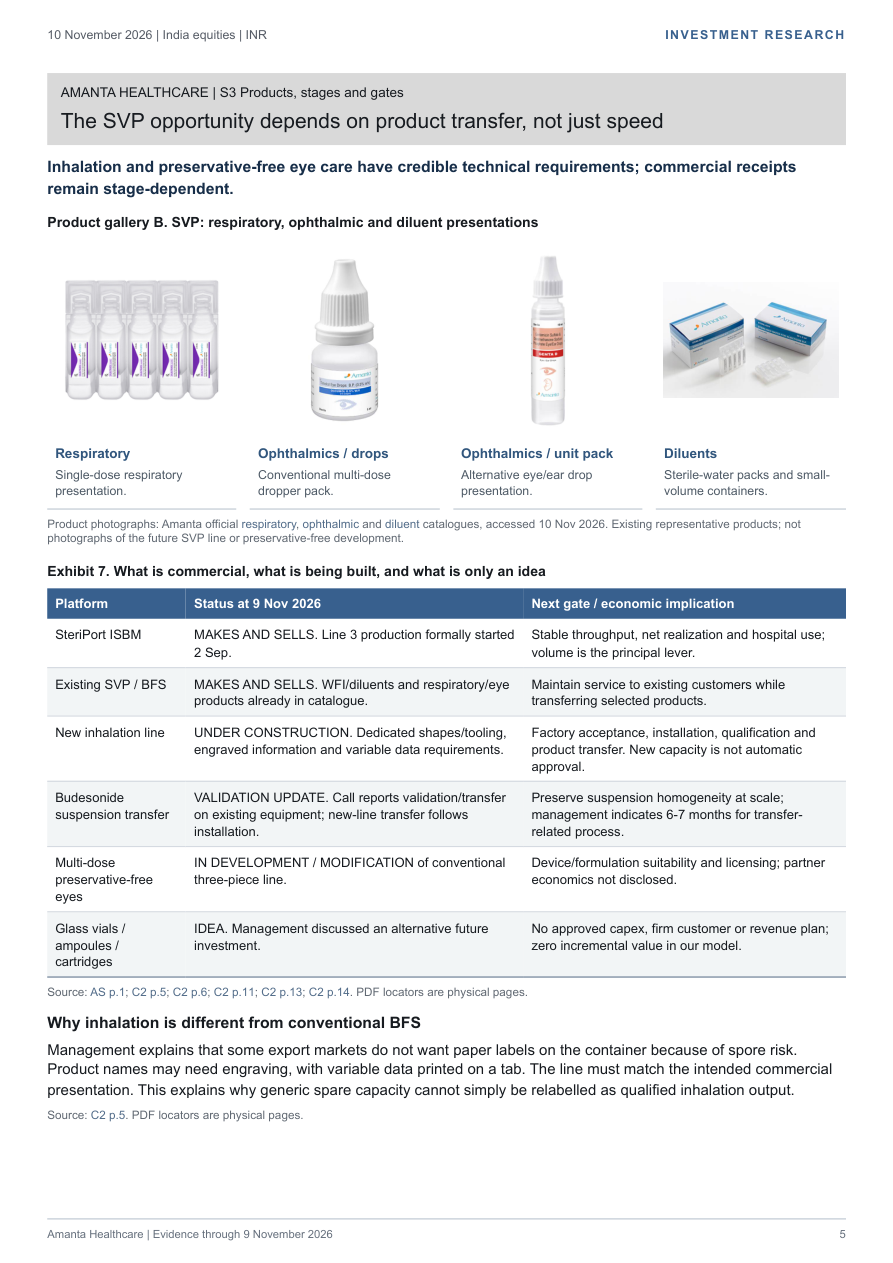 10 November 2026 | India equities | INR
INVESTMENT RESEARCH
AMANTA HEALTHCARE | S3 Products, stages and gates
The SVP opportunity depends on product transfer, not just speed
Inhalation and preservative-free eye care have credible technical requirements; commercial receipts
remain stage-dependent.
Product gallery B. SVP: respiratory, ophthalmic and diluent presentations
Amanta
Amanta
Respiratory
Single-dose respiratory
presentation.
Ophthalmics / drops
Conventional multi-dose
dropper pack.
Ophthalmics / unit pack
Alternative eye/ear drop
presentation.
Diluents
Sterile-water packs and small-
volume containers.
Product photographs: Amanta official respiratory, ophthalmic and diluent catalogues, accessed 10 Nov 2026. Existing representative products; not
photographs of the future SVP line or preservative-free development.
Exhibit 7. What is commercial, what is being built, and what is only an idea
Platform
Status at 9 Nov 2026
Next gate / economic implication
SteriPort ISBM
MAKES AND SELLS. Line 3 production formally started
2 Sep.
Stable throughput, net realization and hospital use;
volume is the principal lever.
Existing SVP / BFS
MAKES AND SELLS. WFI/diluents and respiratory/eye
products already in catalogue.
Maintain service to existing customers while
transferring selected products.
New inhalation line
UNDER CONSTRUCTION. Dedicated shapes/tooling,
engraved information and variable data requirements.
Factory acceptance, installation, qualification and
product transfer. New capacity is not automatic
approval.
Budesonide
suspension transfer
VALIDATION UPDATE. Call reports validation/transfer
on existing equipment; new-line transfer follows
installation.
Preserve suspension homogeneity at scale;
management indicates 6-7 months for transfer-
related process.
Multi-dose
preservative-free
eyes
IN DEVELOPMENT / MODIFICATION of conventional
three-piece line.
Device/formulation suitability and licensing; partner
economics not disclosed.
Glass vials /
ampoules /
cartridges
IDEA. Management discussed an alternative future
investment.
No approved capex, firm customer or revenue plan;
zero incremental value in our model.
Source: AS p.1; C2 p.5; C2 p.6; C2 p.11; C2 p.13; C2 p.14. PDF locators are physical pages.
Why inhalation is different from conventional BFS
Management explains that some export markets do not want paper labels on the container because of spore risk.
Product names may need engraving, with variable data printed on a tab. The line must match the intended commercial
presentation. This explains why generic spare capacity cannot simply be relabelled as qualified inhalation output.
Source: C2 p.5. PDF locators are physical pages.
Amanta Healthcare | Evidence through 9 November 2026
5